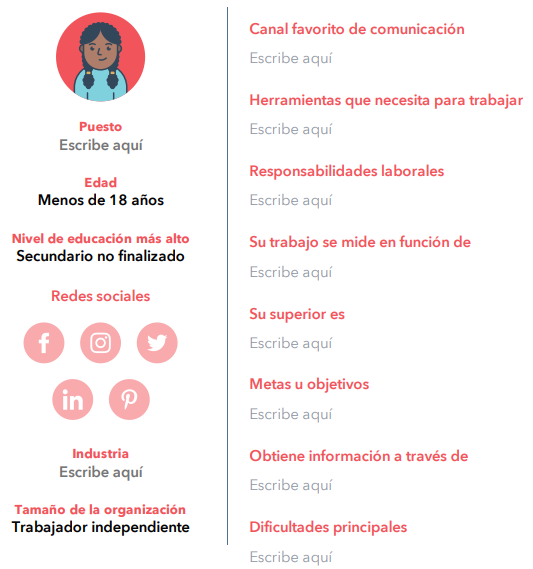 Puesto
Escribe aquí
Edad
Menos de 18 años
Nivel de educación más alto
Secundario no finalizado
Redes sociales
Industria
Escribe aquí
Tamaño de la organización
Trabajador independiente
Canal favorito de comunicación
Escribe aquí
Herramientas que necesita para trabajar
Escribe aquí
Responsabilidades laborales
Escribe aquí
Su trabajo se mide en función de
Escribe aquí
Su superior es
Escribe aquí
Metas u objetivos
Escribe aquí
Obtiene información a través de
Escribe aquí
Dificultades principales
Escribe aquí